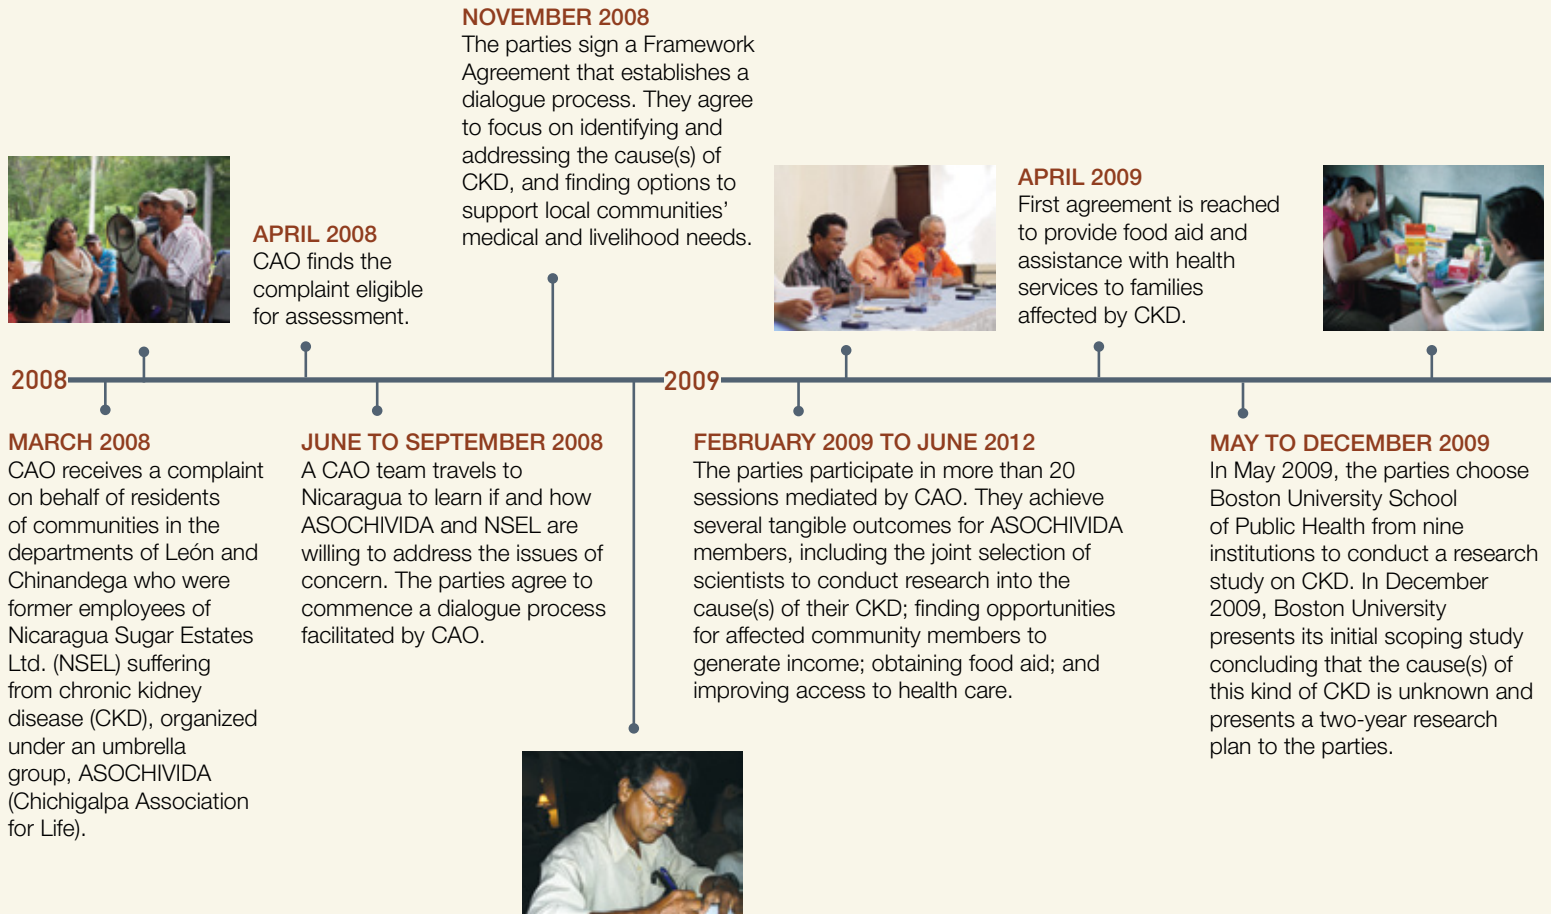 NOVEMBER 2008
The parties sign a Framework
Agreement that establishes a
dialogue process. They agree
to focus on identifying and
addressing the cause(s) of
CKD, and finding options to
support local communities’
medical and livelihood needs.
APRIL 2008
CAO finds the
complaint eligible
for assessment.
APRIL 2009
First agreement is reached
to provide food aid and
assistance with health
services to families
affected by CKD.
2008
2009
MARCH 2008
CAO receives a complaint
on behalf of residents
of communities in the
departments of León and
Chinandega who were
former employees of
Nicaragua Sugar Estates
Ltd. (NSEL) suffering
from chronic kidney
disease (CKD), organized
under an umbrella
group, ASOCHIVIDA
(Chichigalpa Association
for Life).
JUNE TO SEPTEMBER 2008
A CAO team travels to
Nicaragua to learn if and how
ASOCHIVIDA and NSEL are
willing to address the issues of
concern. The parties agree to
commence a dialogue process
facilitated by CAO.
FEBRUARY 2009 TO JUNE 2012
The parties participate in more than 20
sessions mediated by CAO. They achieve
several tangible outcomes for ASOCHIVIDA
members, including the joint selection of
scientists to conduct research into the
cause(s) of their CKD; finding opportunities
for affected community members to
generate income; obtaining food aid; and
improving access to health care.
MAY TO DECEMBER 2009
In May 2009, the parties choose
Boston University School
of Public Health from nine
institutions to conduct a research
study on CKD. In December
2009, Boston University
presents its initial scoping study
concluding that the cause(s) of
this kind of CKD is unknown and
presents a two-year research
plan to the parties.